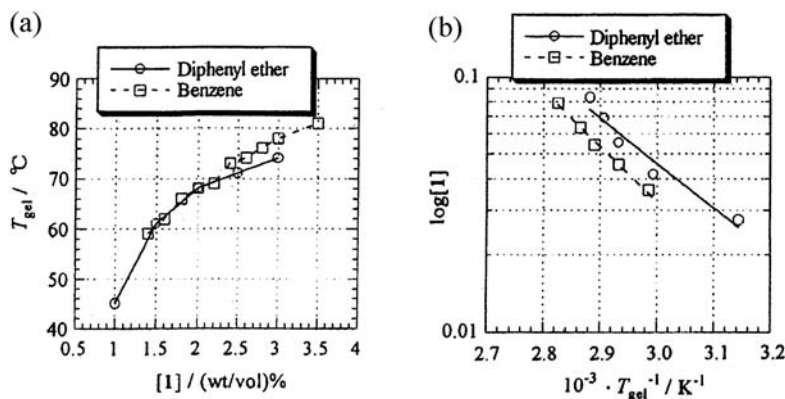 (a)
Diphenyl ether
Benzene
90
80
70
60
50
40
T_gel / °C
0.5 1 1.5 2 2.5 3 3.5 4
[1] / (wt/vol)%
(b)
Diphenyl ether
Benzene
0.1
0.01
log[1]
2.7 2.8 2.9 3.0 3.1 3.2
10⁻³ · T_gel⁻¹ / K⁻¹